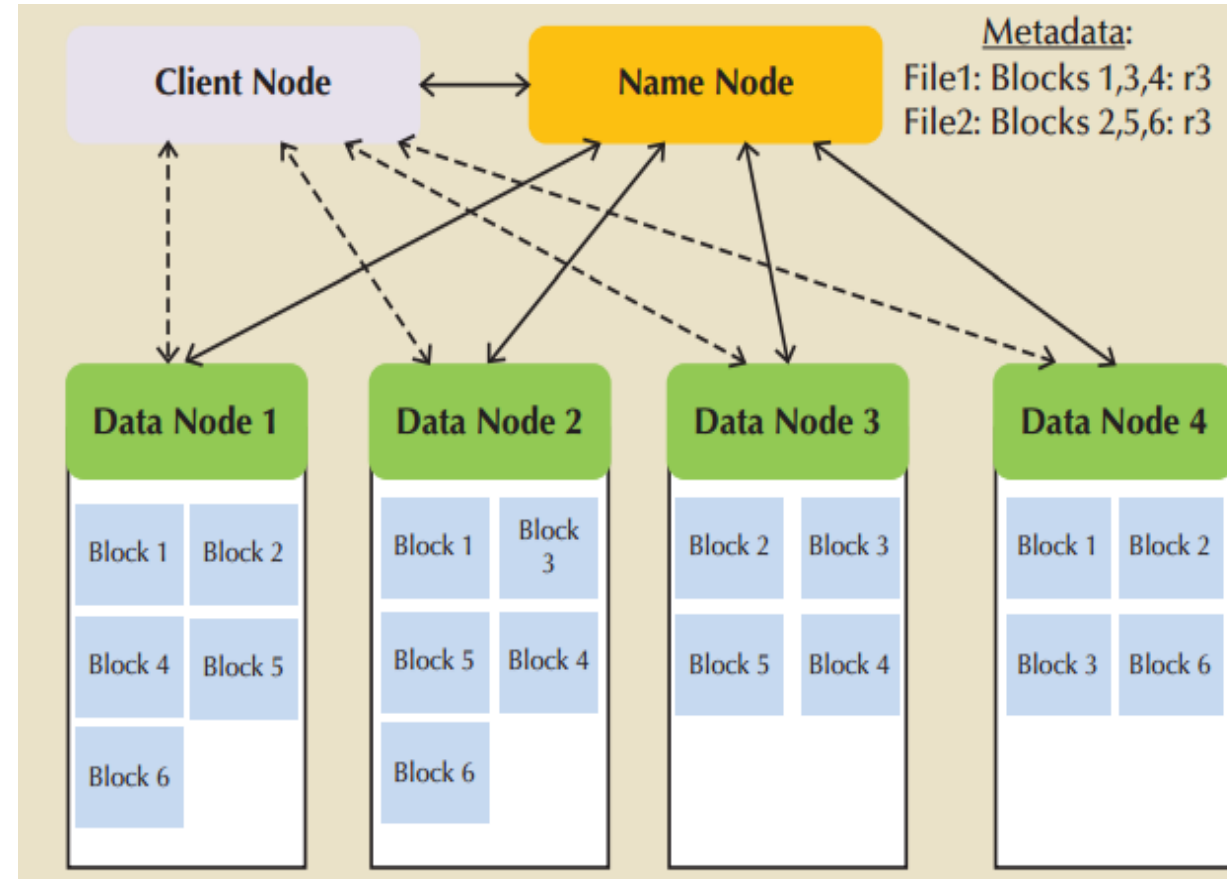 Client Node
Name Node
Metadata:
File1: Blocks 1,3,4: r3
File2: Blocks 2,5,6: r3
Data Node 1
Data Node 2
Data Node 3
Data Node 4
Block 1
Block 2
Block 4
Block 5
Block 6
Block 1
Block
3
Block 5
Block 4
Block 6
Block 2
Block 3
Block 5
Block 4
Block 1
Block 2
Block 3
Block 6